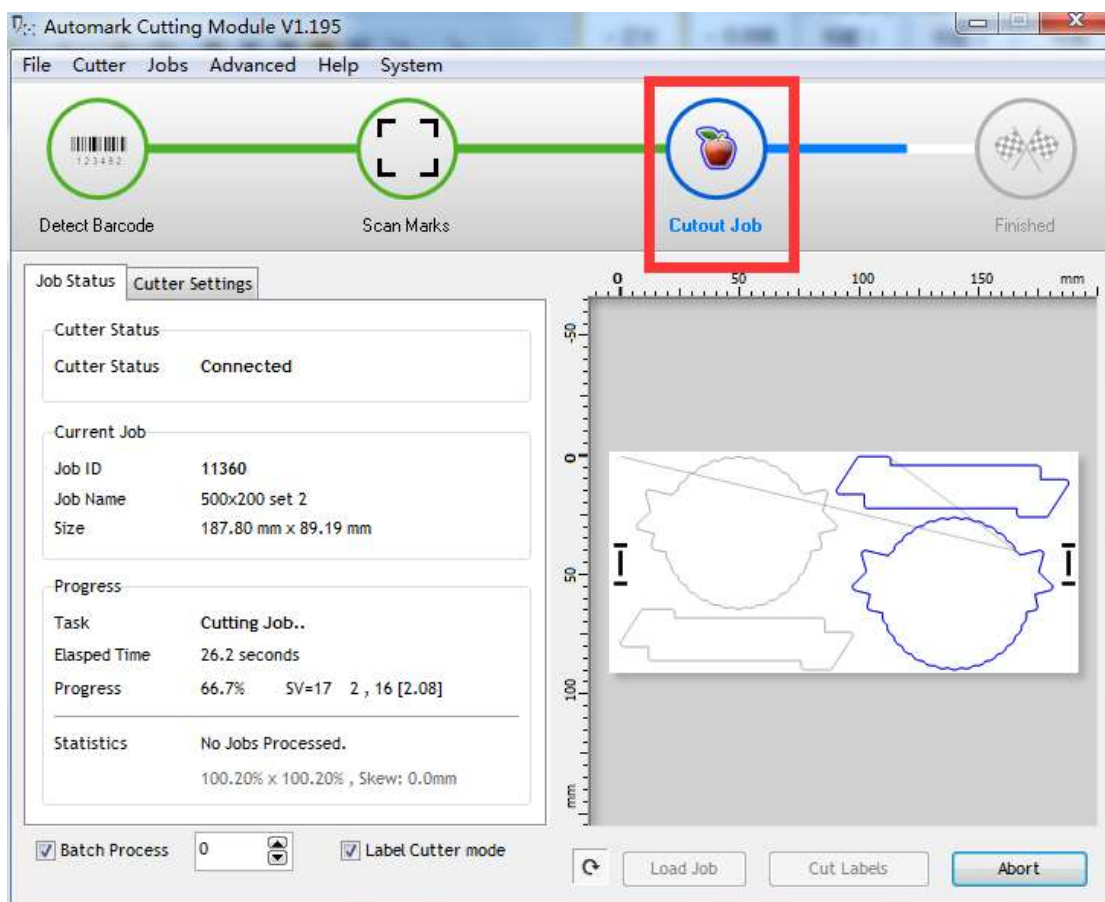 Automark Cutting Module V1.195
File Cutter Jobs Advanced Help System
123482
Detect Barcode Scan Marks Cutout Job Finished
Job Status Cutter Settings
0 50 100 150 mm
Cutter Status
Cutter Status Connected
Current Job
Job ID 11360
Job Name 500x200 set 2
Size 187.80 mm x 89.19 mm
Progress
Task Cutting Job..
Elasped Time 26.2 seconds
Progress 66.7% SV=17 2 , 16 [2.08]
Statistics No Jobs Processed.
100.20% x 100.20% , Skew: 0.0mm
-50
0
50
100
mm
Batch Process 0 Label Cutter mode
Load Job Cut Labels Abort